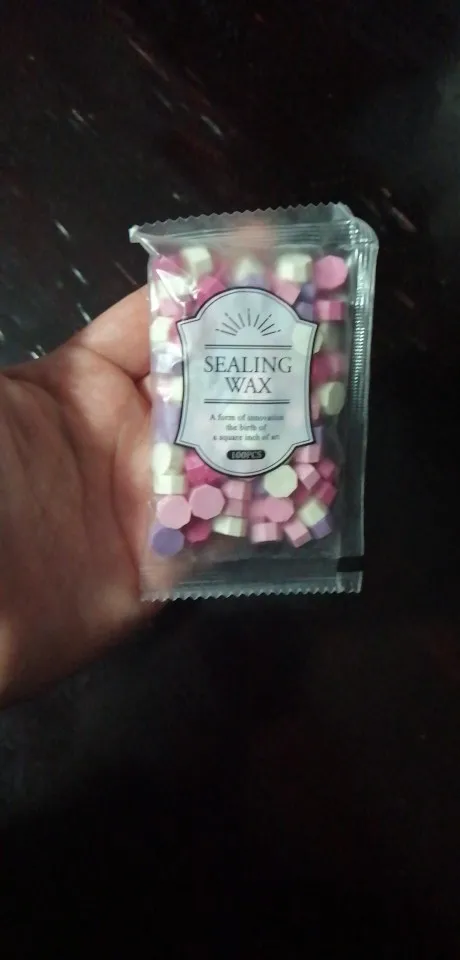 SEALING
WAX
A form of innovation
the birth of
a square inch of art
100PCS